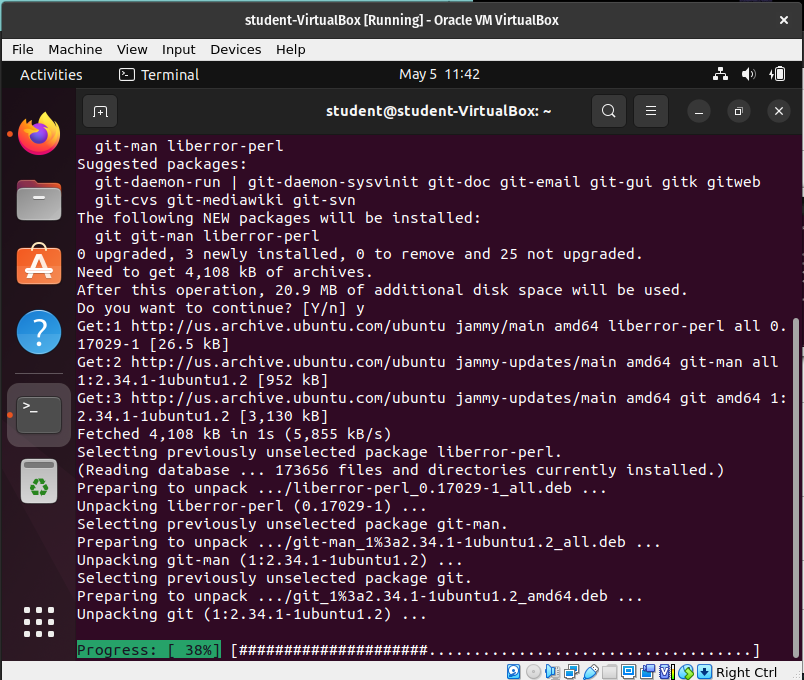 student-VirtualBox [Running] - Oracle VM VirtualBox
File Machine View Input Devices Help
Activities Terminal May 5 11:42
student@student-VirtualBox: ~
git-man liberror-perl
Suggested packages:
git-daemon-run | git-daemon-sysvinit git-doc git-email git-gui gitk gitweb
git-cvs git-mediawiki git-svn
The following NEW packages will be installed:
git git-man liberror-perl
0 upgraded, 3 newly installed, 0 to remove and 25 not upgraded.
Need to get 4,108 kB of archives.
After this operation, 20.9 MB of additional disk space will be used.
Do you want to continue? [Y/n] y
Get:1 http://us.archive.ubuntu.com/ubuntu jammy/main amd64 liberror-perl all 0.
17029-1 [26.5 kB]
Get:2 http://us.archive.ubuntu.com/ubuntu jammy-updates/main amd64 git-man all
1:2.34.1-1ubuntu1.2 [952 kB]
Get:3 http://us.archive.ubuntu.com/ubuntu jammy-updates/main amd64 git amd64 1:
2.34.1-1ubuntu1.2 [3,130 kB]
Fetched 4,108 kB in 1s (5,855 kB/s)
Selecting previously unselected package liberror-perl.
(Reading database ... 173656 files and directories currently installed.)
Preparing to unpack .../liberror-perl_0.17029-1_all.deb ...
Unpacking liberror-perl (0.17029-1) ...
Selecting previously unselected package git-man.
Preparing to unpack .../git-man_1%3a2.34.1-1ubuntu1.2_all.deb ...
Unpacking git-man (1:2.34.1-1ubuntu1.2) ...
Selecting previously unselected package git.
Preparing to unpack .../git_1%3a2.34.1-1ubuntu1.2_amd64.deb ...
Unpacking git (1:2.34.1-1ubuntu1.2) ...
Progress: [ 38%] [#####################....................................]
Right Ctrl